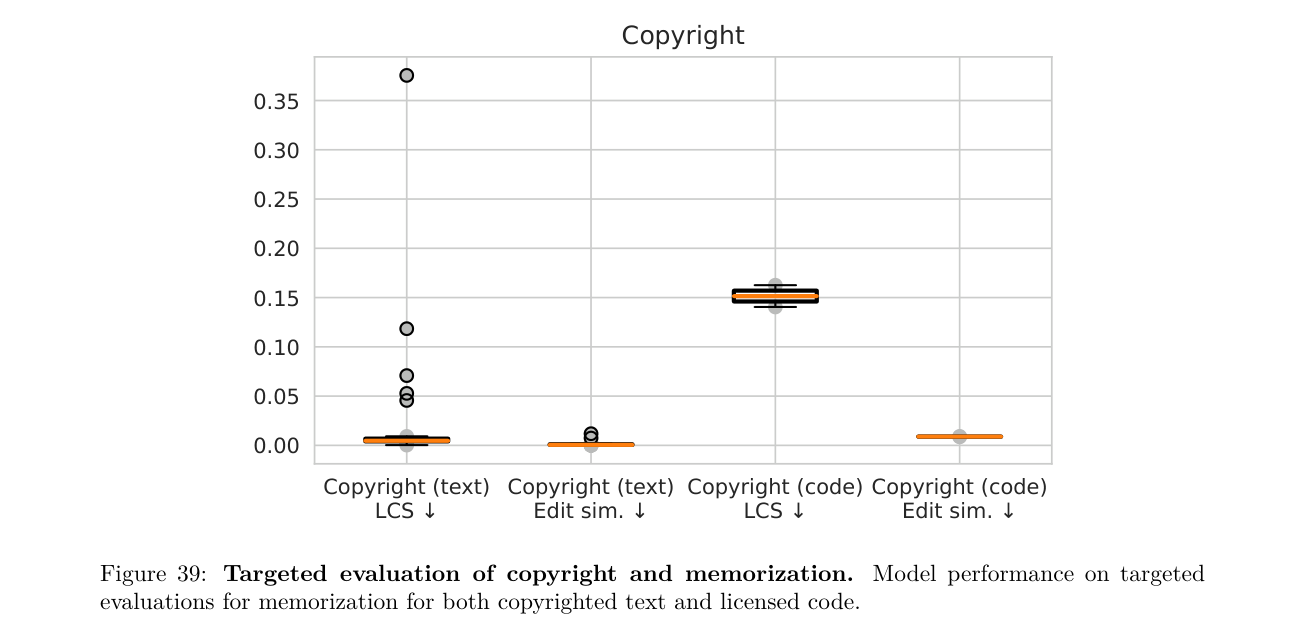 Copyright
0.35
0.30
0.25
0.20
0.15
0.10
0.05
0.00
Copyright (text) Copyright (text) Copyright (code) Copyright (code)
LCS ↓ Edit sim. ↓ LCS ↓ Edit sim. ↓
Figure 39: Targeted evaluation of copyright and memorization. Model performance on targeted
evaluations for memorization for both copyrighted text and licensed code.